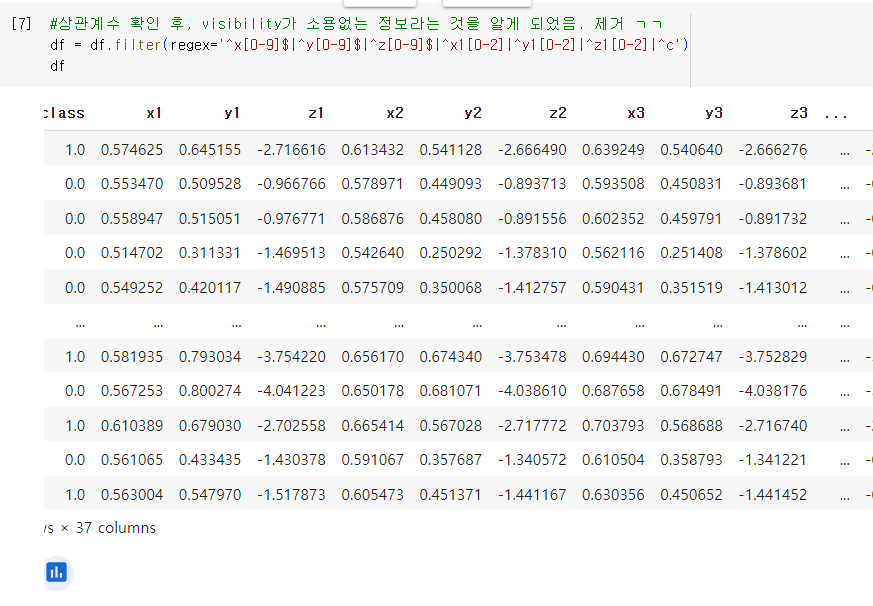 [7] #상관계수 확인 후, visibility가 소용없는 정보라는 것을 알게 되었음. 제거 ㄱㄱ
df = df.filter(regex='^x[0-9]$|^y[0-9]$|^z[0-9]$|^x1[0-2]|^y1[0-2]|^z1[0-2]|^c')
df
class x1 y1 z1 x2 y2 z2 x3 y3 z3 ...
1.0 0.574625 0.645155 -2.716616 0.613432 0.541128 -2.666490 0.639249 0.540640 -2.666276 ...
0.0 0.553470 0.509528 -0.966766 0.578971 0.449093 -0.893713 0.593508 0.450831 -0.893681 ...
0.0 0.558947 0.515051 -0.976771 0.586876 0.458080 -0.891556 0.602352 0.459791 -0.891732 ...
0.0 0.514702 0.311331 -1.469513 0.542640 0.250292 -1.378310 0.562116 0.251408 -1.378602 ...
0.0 0.549252 0.420117 -1.490885 0.575709 0.350068 -1.412757 0.590431 0.351519 -1.413012 ...
... ... ... ... ... ... ... ... ... ... ...
1.0 0.581935 0.793034 -3.754220 0.656170 0.674340 -3.753478 0.694430 0.672747 -3.752829 ...
0.0 0.567253 0.800274 -4.041223 0.650178 0.681071 -4.038610 0.687658 0.678491 -4.038176 ...
1.0 0.610389 0.679030 -2.702558 0.665414 0.567028 -2.717772 0.703793 0.568688 -2.716740 ...
0.0 0.561065 0.433435 -1.430378 0.591067 0.357687 -1.340572 0.610504 0.358793 -1.341221 ...
1.0 0.563004 0.547970 -1.517873 0.605473 0.451371 -1.441167 0.630356 0.450652 -1.441452 ...
× 37 columns